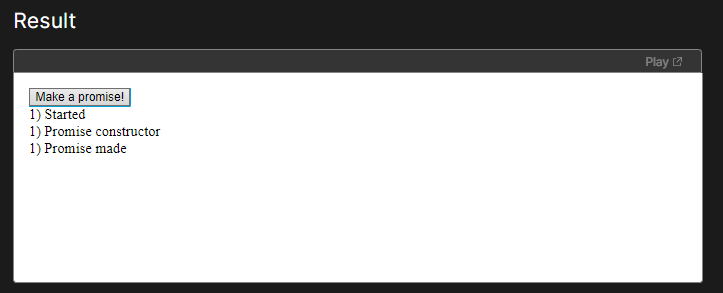 Result
Play
Make a promise!
1) Started
1) Promise constructor
1) Promise made